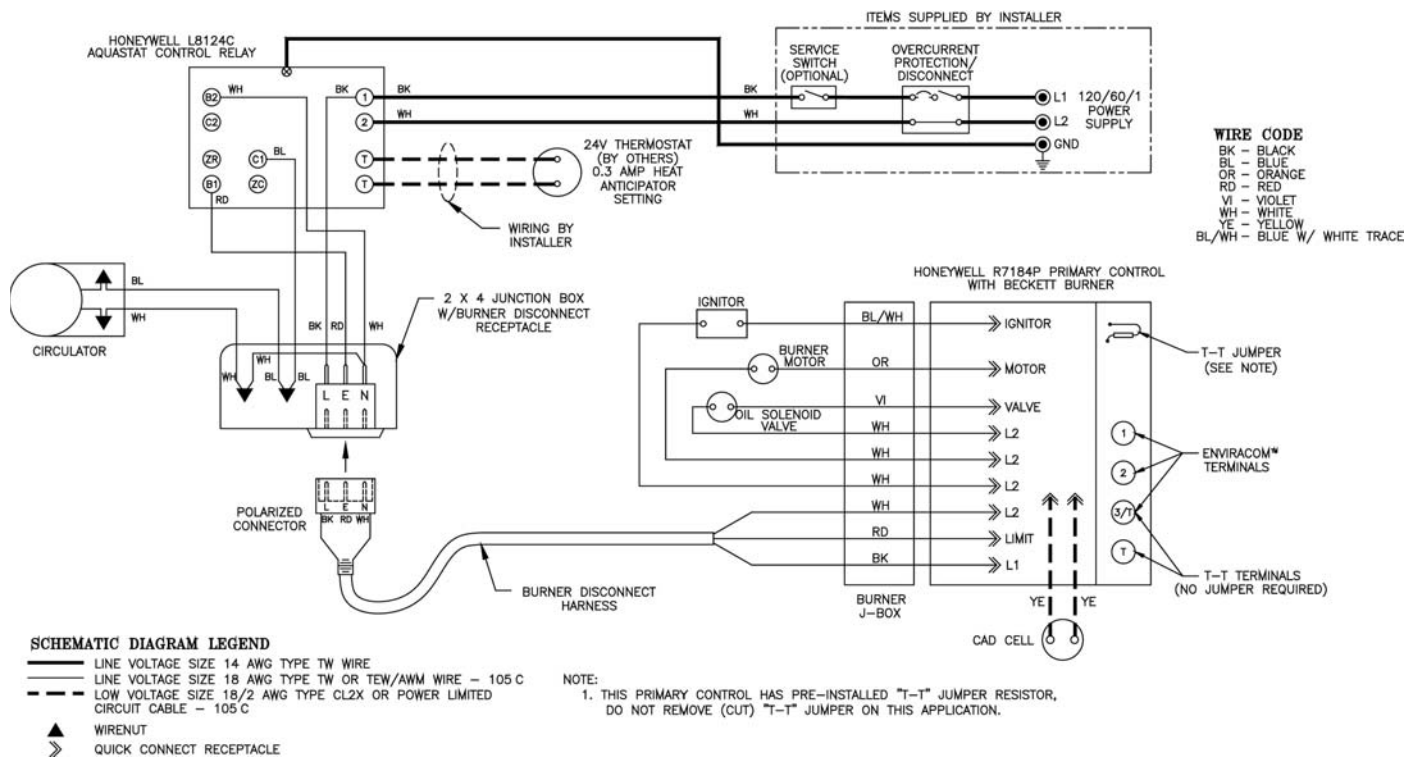 ITEMS SUPPLIED BY INSTALLER
HONEYWELL L8124C
AQUASTAT CONTROL RELAY
SERVICE
SWITCH
(OPTIONAL)
OVERCURRENT
PROTECTION/
DISCONNECT
B2
WH
C2
ZR
C1
BL
B1
ZC
RD
BK
1
BK
BK
2
WH
WH
T
T
L1
L2
GND
120/60/1
POWER
SUPPLY
24V THERMOSTAT
(BY OTHERS)
0.3 AMP HEAT
ANTICIPATOR
SETTING
WIRING BY
INSTALLER
WIRE CODE
BK - BLACK
BL - BLUE
OR - ORANGE
RD - RED
VI - VIOLET
WH - WHITE
YE - YELLOW
BL/WH - BLUE W/ WHITE TRACE
BL
WH
CIRCULATOR
2 X 4 JUNCTION BOX
W/BURNER DISCONNECT
RECEPTACLE
BK RD WH
WH
WH BL BL
L E N
L E N
BK RD WH
POLARIZED
CONNECTOR
BURNER DISCONNECT
HARNESS
HONEYWELL R7184P PRIMARY CONTROL
WITH BECKETT BURNER
IGNITOR
BL/WH
IGNITOR
BURNER
MOTOR
OR
MOTOR
OIL SOLENOID
VALVE
VI
VALVE
WH
L2
WH
L2
WH
L2
WH
L2
RD
LIMIT
BK
L1
BURNER
J-BOX
T-T JUMPER
(SEE NOTE)
1
2
3/T
T
ENVIRACOM™
TERMINALS
T-T TERMINALS
(NO JUMPER REQUIRED)
YE YE
CAD CELL
SCHEMATIC DIAGRAM LEGEND
LINE VOLTAGE SIZE 14 AWG TYPE TW WIRE
LINE VOLTAGE SIZE 18 AWG TYPE TW OR TEW/AWM WIRE - 105 C
LOW VOLTAGE SIZE 18/2 AWG TYPE CL2X OR POWER LIMITED
CIRCUIT CABLE - 105 C
WIRENUT
QUICK CONNECT RECEPTACLE
NOTE:
1. THIS PRIMARY CONTROL HAS PRE-INSTALLED "T-T" JUMPER RESISTOR,
DO NOT REMOVE (CUT) "T-T" JUMPER ON THIS APPLICATION.